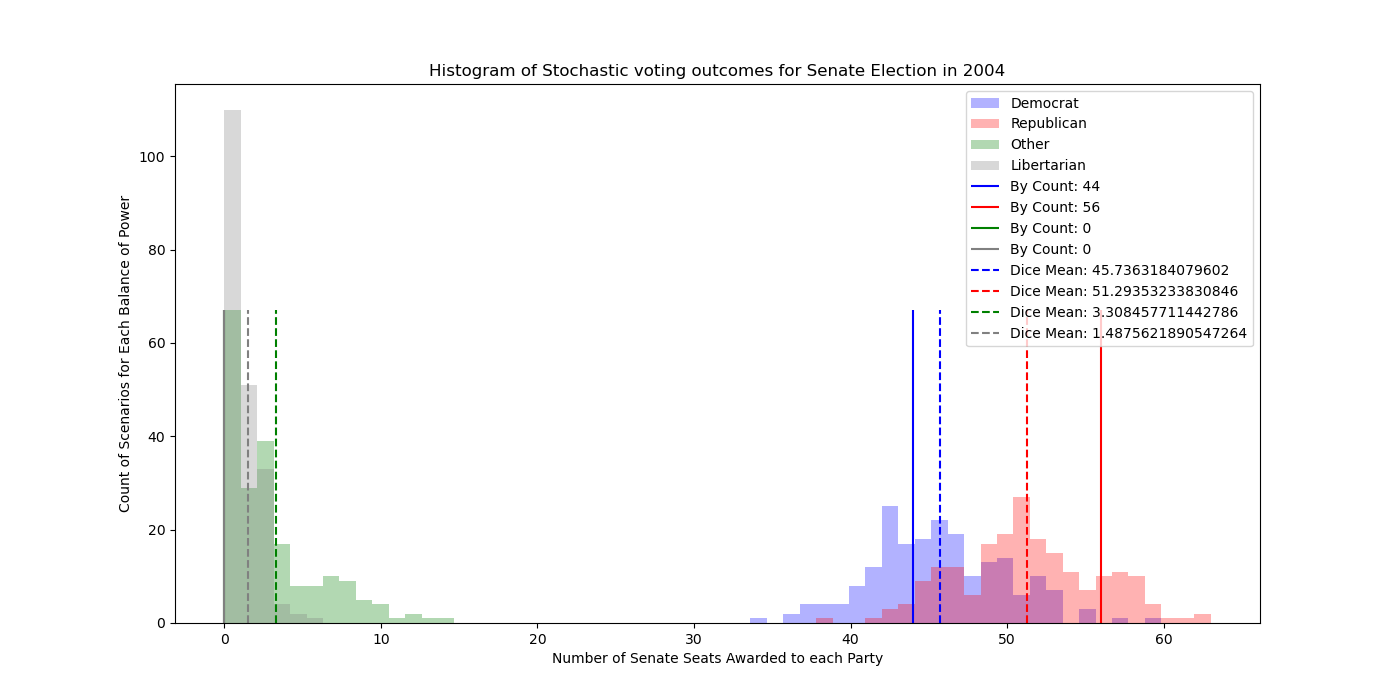 Histogram of Stochastic voting outcomes for Senate Election in 2004
Count of Scenarios for Each Balance of Power
100
80
60
40
20
0
Democrat
Republican
Other
Libertarian
By Count: 44
By Count: 56
By Count: 0
By Count: 0
Dice Mean: 45.7363184079602
Dice Mean: 51.29353233830846
Dice Mean: 3.308457711442786
Dice Mean: 1.4875621890547264
0 10 20 30 40 50 60
Number of Senate Seats Awarded to each Party